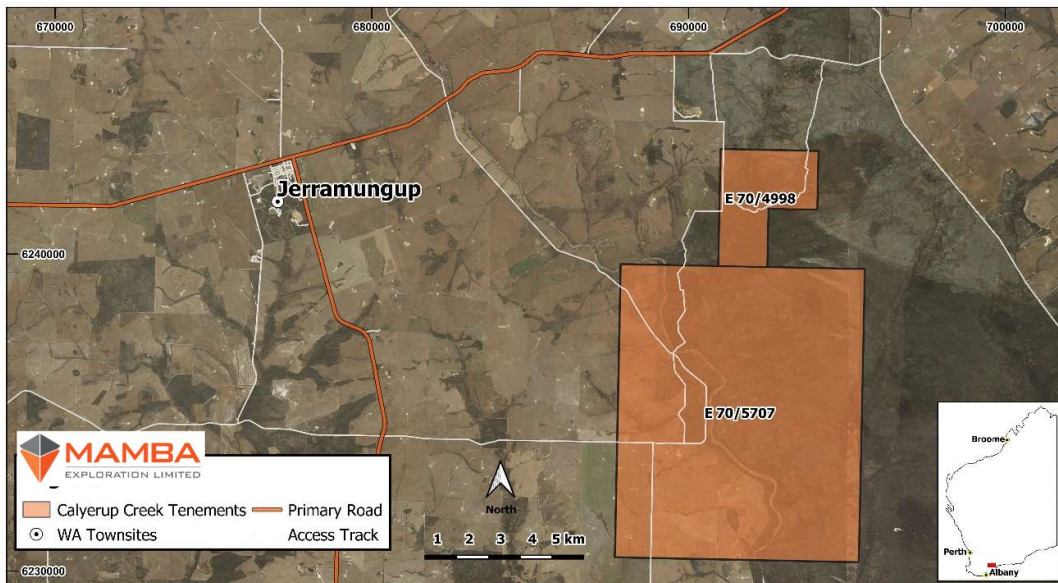 670000
680000
690000
700000
Jerramungup
E 70/4998
6240000
E 70/5707
MAMBA
EXPLORATION LIMITED
Calyerup Creek Tenements
Primary Road
WA Townsites
Access Track
North
1 2 3 4 5 km
Broome
Perth
Albany
6230000